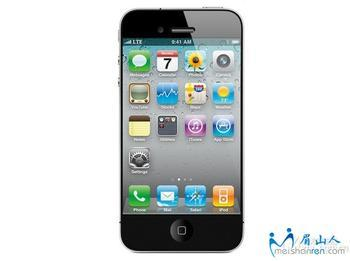 LTE 9:41 AM
Messages Calendar Photos Camera
YouTube Stocks Maps Weather
Notes Utilities iTunes App Store
Settings
Phone Mail Safari iPod
眉山人
meishanren.com